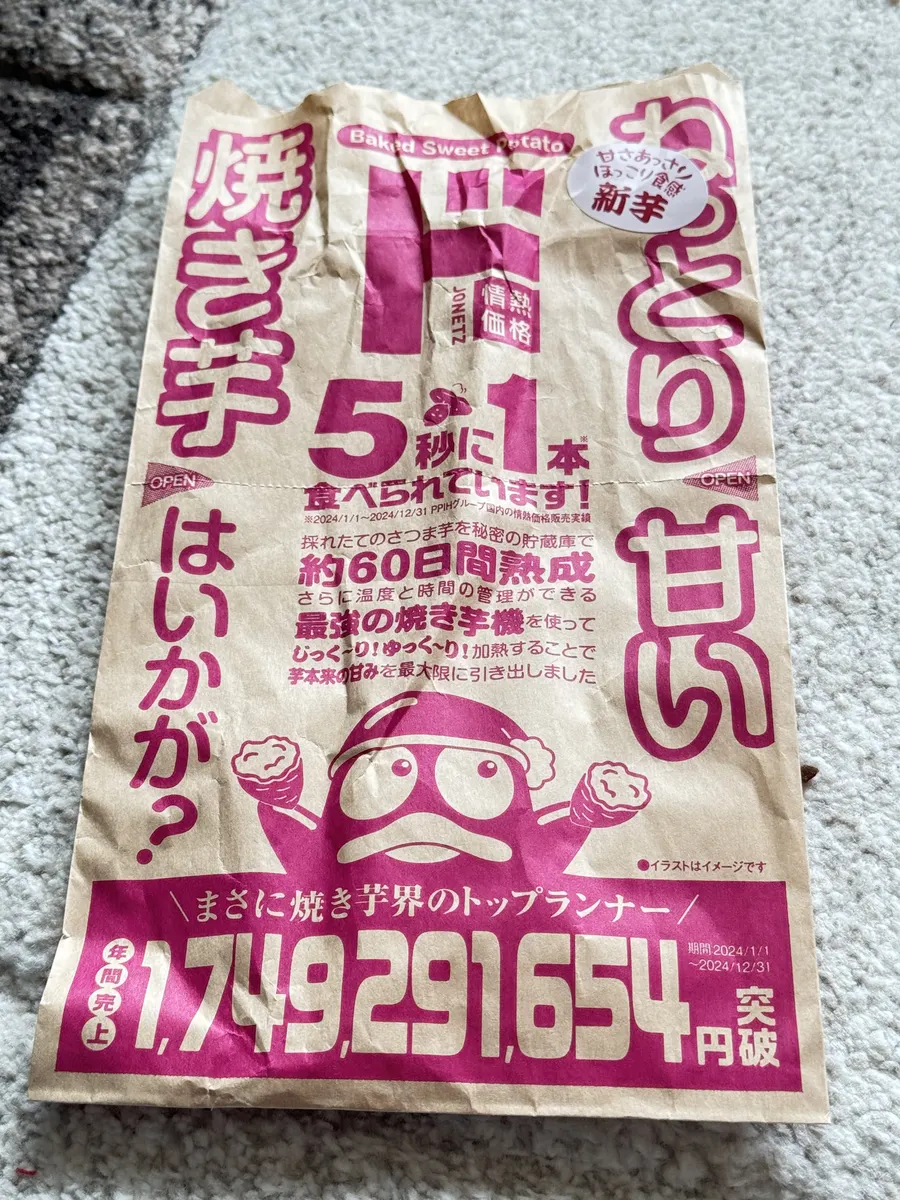 Baked Sweet Potato
焼き芋
はいかが?
ねっとり
甘い
甘さあっさり
ほっこり食感
新芋
ド
JONETZ
情熱
価格
5秒に1本※
食べられています!
※2024/1/1~2024/12/31 PPIHグループ国内の情熱価格販売実績
OPEN
OPEN
採れたてのさつま芋を秘密の貯蔵庫で
約60日間熟成
さらに温度と時間の管理ができる
最強の焼き芋機を使って
じっく~り!ゆっく~り!加熱することで
芋本来の甘みを最大限に引き出しました
●イラストはイメージです
\まさに焼き芋界のトップランナー/
年間売上
1,749,291,654円
期間2024/1/1
~2024/12/31
突破